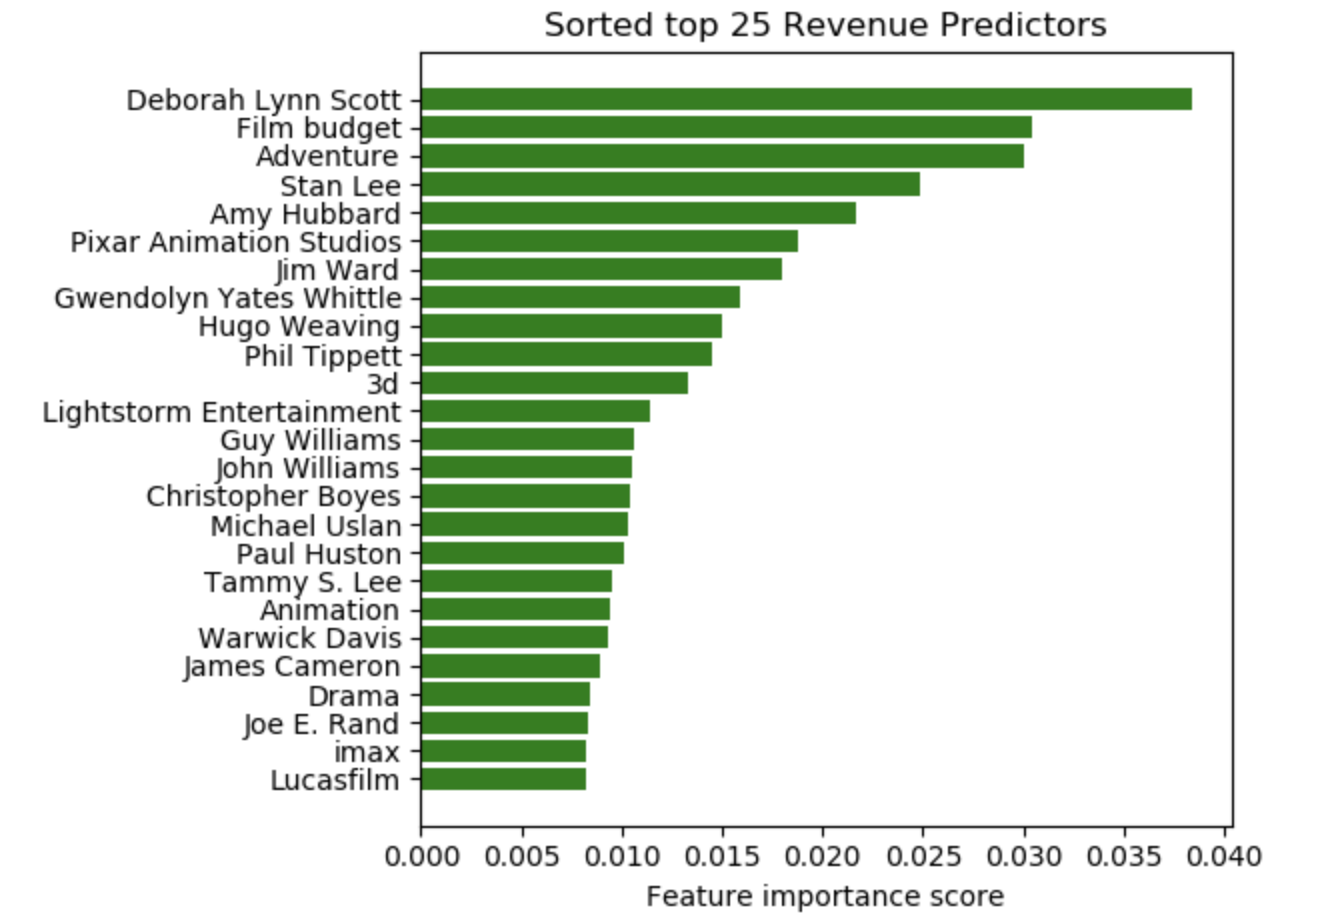 Sorted top 25 Revenue Predictors
Deborah Lynn Scott
Film budget
Adventure
Stan Lee
Amy Hubbard
Pixar Animation Studios
Jim Ward
Gwendolyn Yates Whittle
Hugo Weaving
Phil Tippett
3d
Lightstorm Entertainment
Guy Williams
John Williams
Christopher Boyes
Michael Uslan
Paul Huston
Tammy S. Lee
Animation
Warwick Davis
James Cameron
Drama
Joe E. Rand
imax
Lucasfilm
0.000 0.005 0.010 0.015 0.020 0.025 0.030 0.035 0.040
Feature importance score